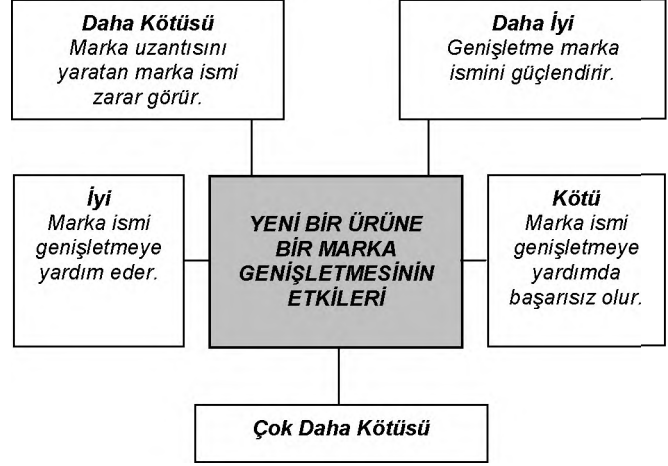 Daha Kötüsü
Marka uzantısını
yaratan marka ismi
zarar görür.
Daha İyi
Genişletme marka
ismini güçlendirir.
İyi
Marka ismi
genişletmeye
yardım eder.
YENİ BİR ÜRÜNE
BİR MARKA
GENİŞLETMESİNİN
ETKİLERİ
Kötü
Marka ismi
genişletmeye
yardımda
başarısız olur.
Çok Daha Kötüsü